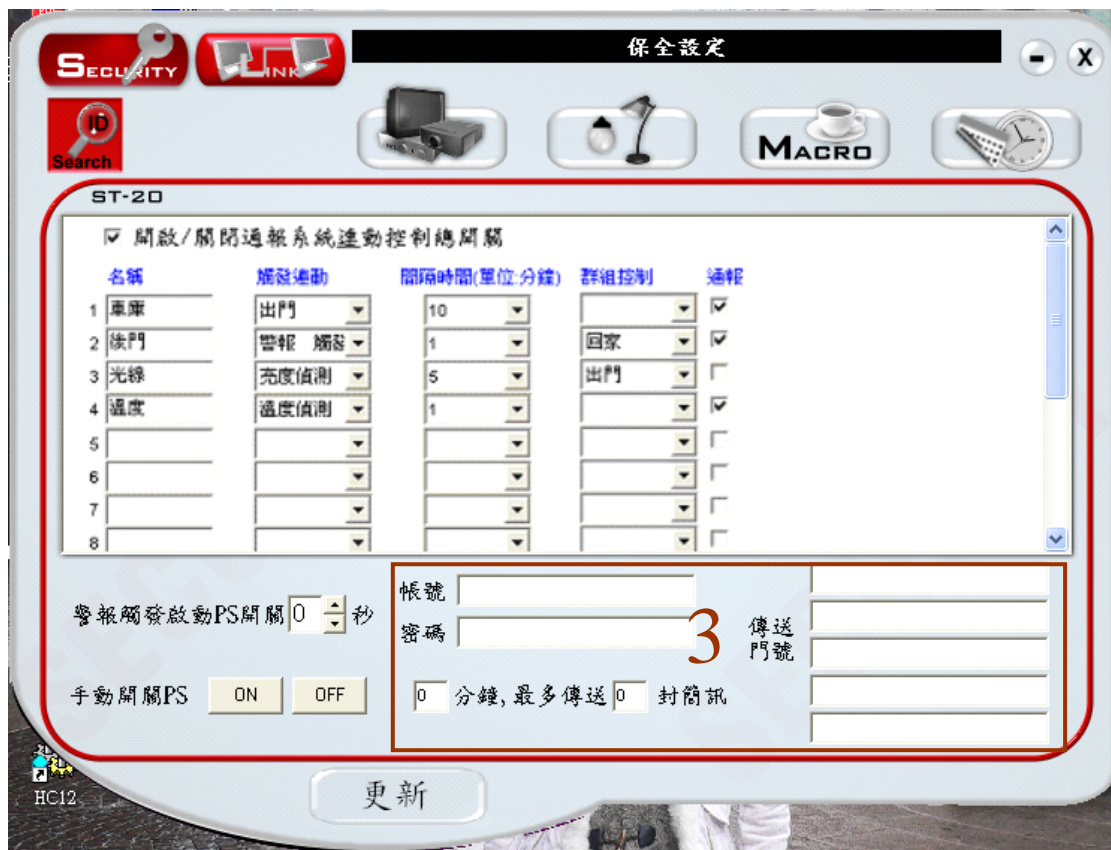 保全設定
SECURITY
LINK
ID
Search
MACRO
ST-20
開啟/關閉通報系統連動控制總開關
名稱 觸發連動 間隔時間(單位:分鐘) 群組控制 通報
1 車庫 出門 10
2 後門 警報 觸發 1 回家
3 光線 亮度偵測 5 出門
4 溫度 溫度偵測 1
5
6
7
8
警報觸發啟動PS開關 0 秒
手動開關PS ON OFF
帳號
密碼
3
0 分鐘,最多傳送 0 封簡訊
傳送
門號
HC12
更新